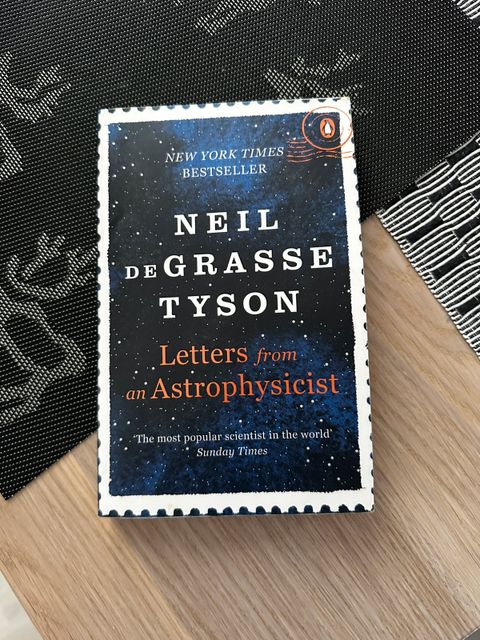 NEW YORK TIMES
BESTSELLER
NEIL
DEGRASSE
TYSON
Letters from
an Astrophysicist
‘The most popular scientist in the world’
Sunday Times